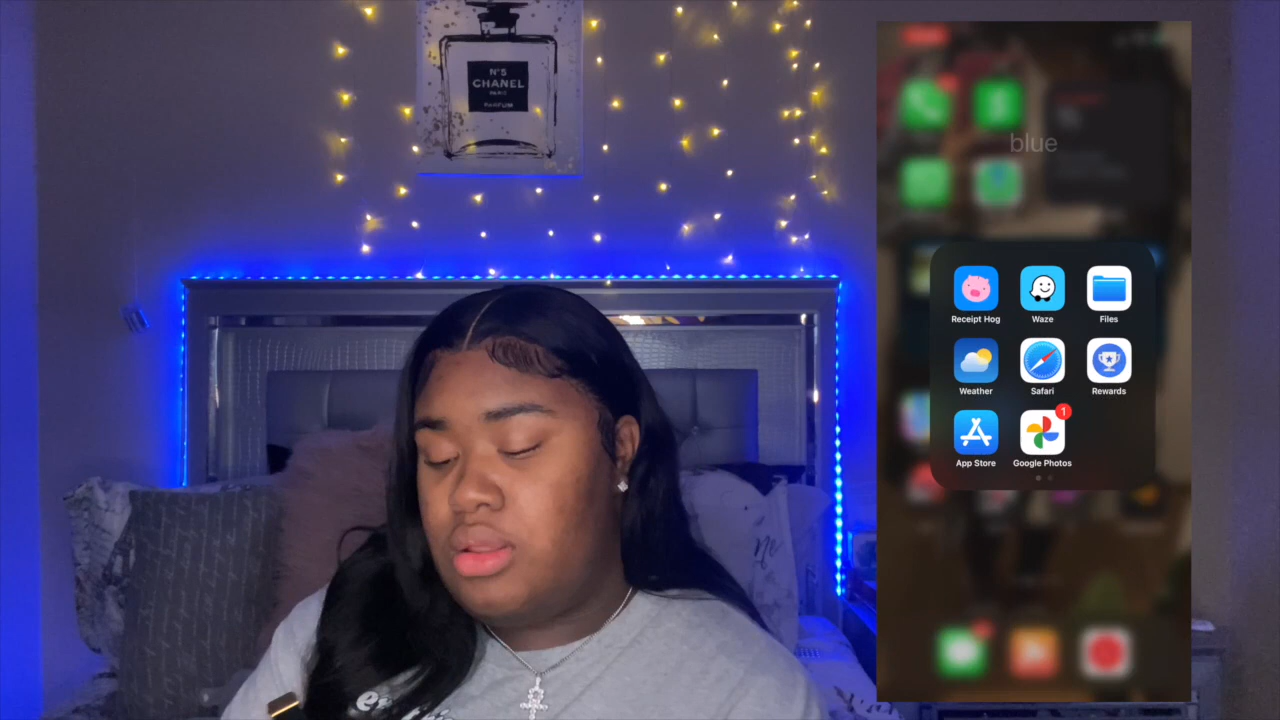 N°5
CHANEL
PARIS
PARFUM
blue
Receipt Hog
Waze
Files
Weather
Safari
Rewards
App Store
1
Google Photos